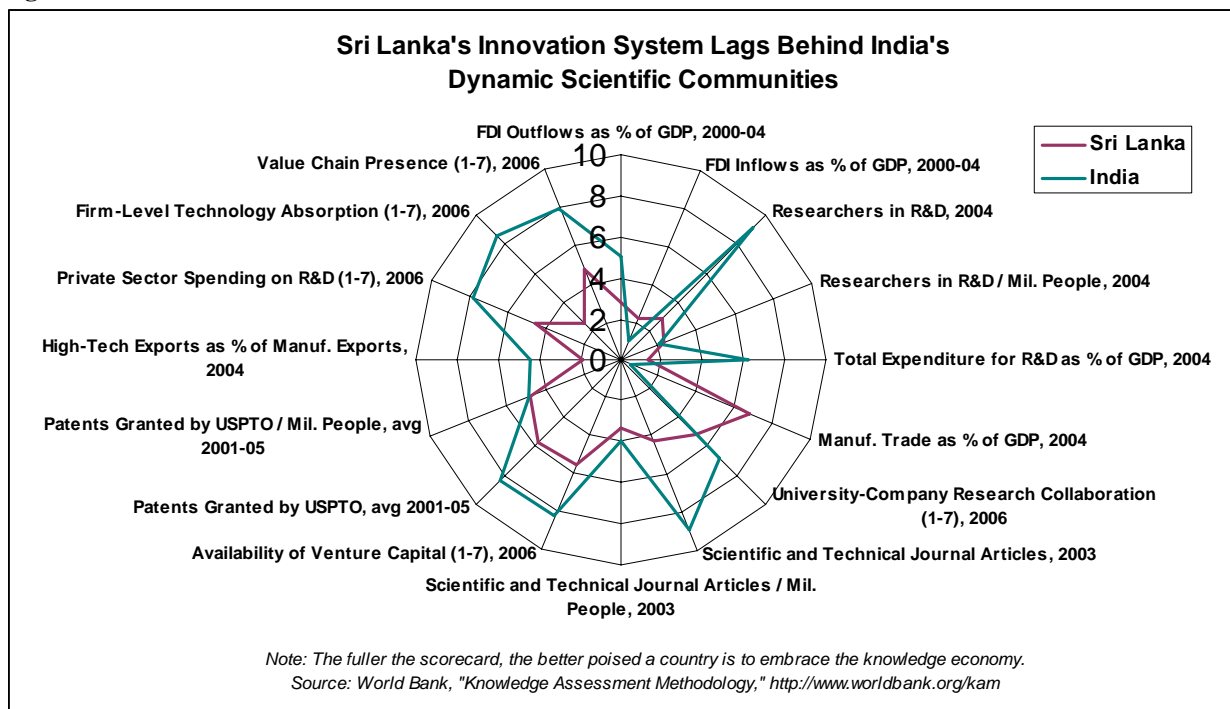 Sri Lanka's Innovation System Lags Behind India's
Dynamic Scientific Communities
FDI Outflows as % of GDP, 2000-04
Sri Lanka
India
Value Chain Presence (1-7), 2006
FDI Inflows as % of GDP, 2000-04
Firm-Level Technology Absorption (1-7), 2006
Researchers in R&D, 2004
Private Sector Spending on R&D (1-7), 2006
Researchers in R&D / Mil. People, 2004
High-Tech Exports as % of Manuf. Exports,
2004
Total Expenditure for R&D as % of GDP, 2004
Patents Granted by USPTO / Mil. People, avg
2001-05
Manuf. Trade as % of GDP, 2004
Patents Granted by USPTO, avg 2001-05
University-Company Research Collaboration
(1-7), 2006
Availability of Venture Capital (1-7), 2006
Scientific and Technical Journal Articles, 2003
Scientific and Technical Journal Articles / Mil.
People, 2003
10
8
6
4
2
0
Note: The fuller the scorecard, the better poised a country is to embrace the knowledge economy.
Source: World Bank, "Knowledge Assessment Methodology," http://www.worldbank.org/kam